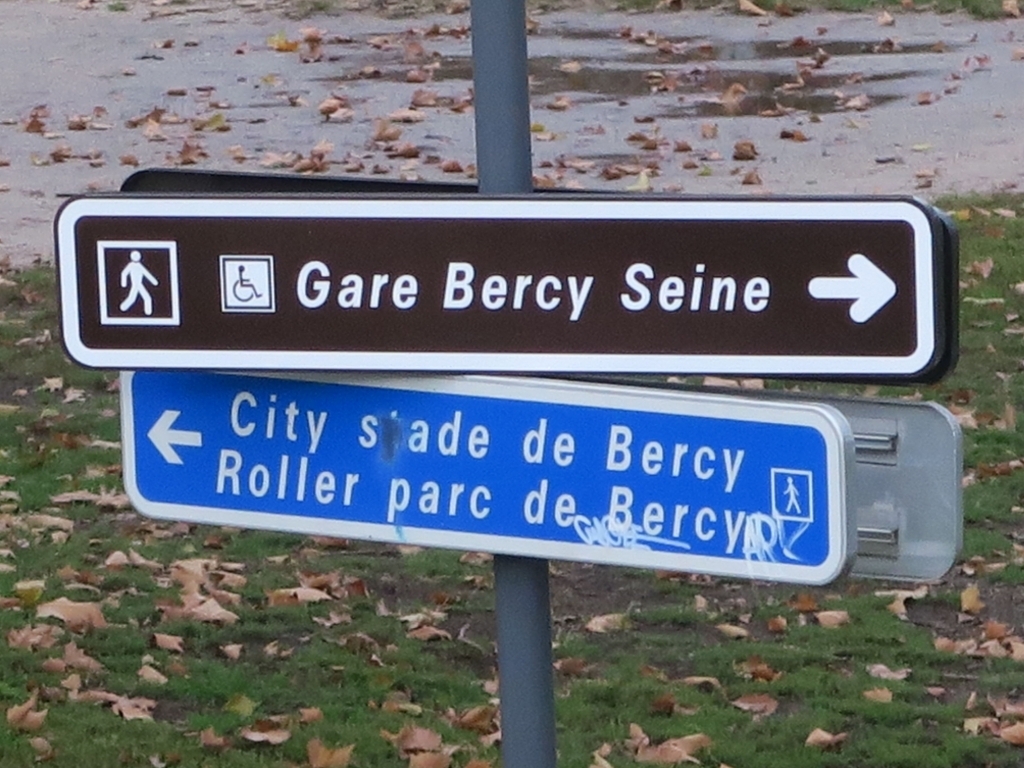 Gare Bercy Seine
City stade de Bercy
Roller parc de Bercy